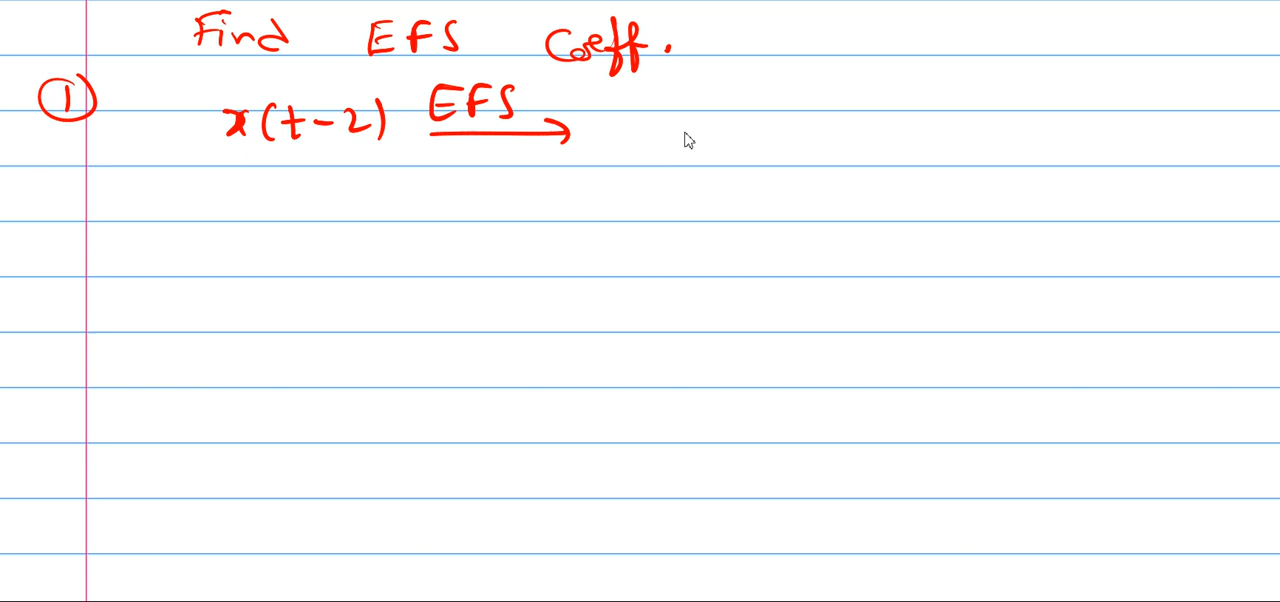 Find EFS Coeff.
① x(t-2) EFS →